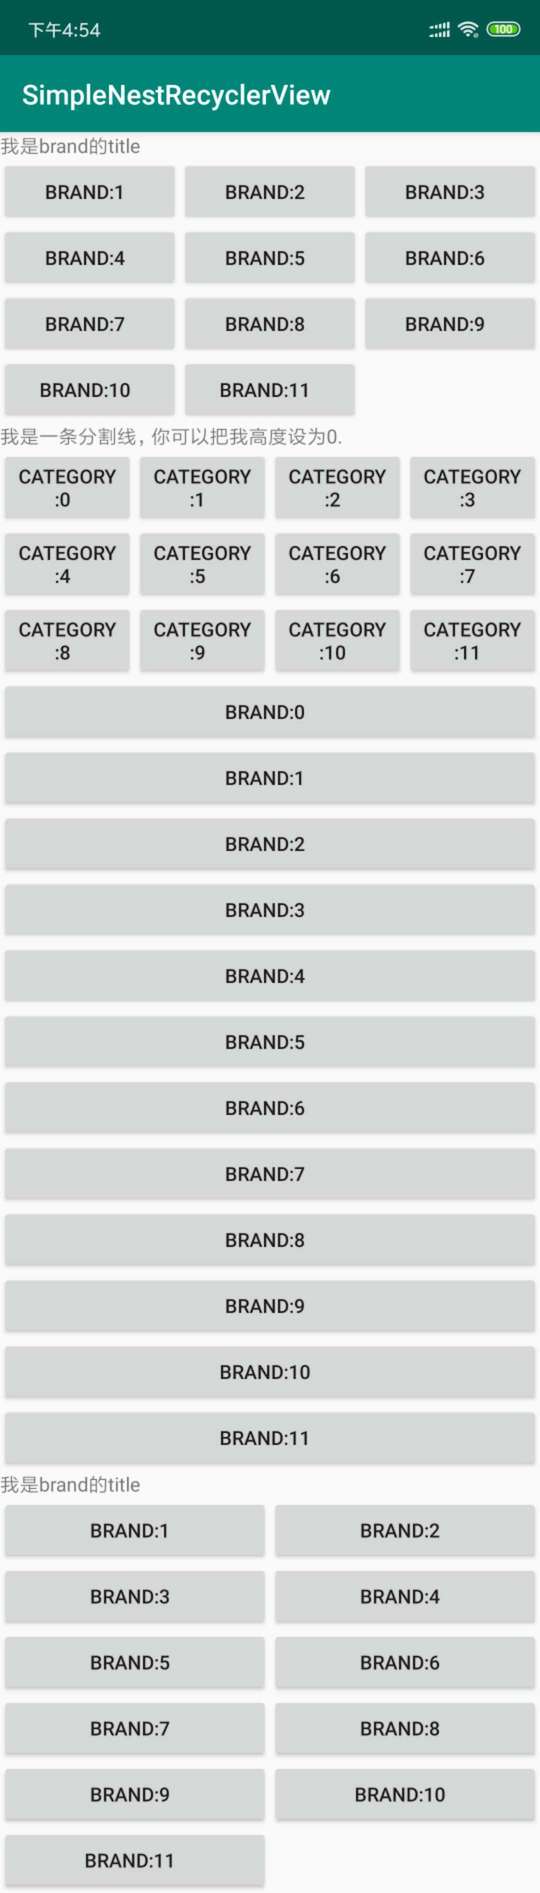 下午4:54
100
SimpleNestRecyclerView
我是brand的title
BRAND:1 BRAND:2 BRAND:3
BRAND:4 BRAND:5 BRAND:6
BRAND:7 BRAND:8 BRAND:9
BRAND:10 BRAND:11
我是一条分割线，你可以把我高度设为0.
CATEGORY CATEGORY CATEGORY CATEGORY
:0 :1 :2 :3
CATEGORY CATEGORY CATEGORY CATEGORY
:4 :5 :6 :7
CATEGORY CATEGORY CATEGORY CATEGORY
:8 :9 :10 :11
BRAND:0
BRAND:1
BRAND:2
BRAND:3
BRAND:4
BRAND:5
BRAND:6
BRAND:7
BRAND:8
BRAND:9
BRAND:10
BRAND:11
我是brand的title
BRAND:1 BRAND:2
BRAND:3 BRAND:4
BRAND:5 BRAND:6
BRAND:7 BRAND:8
BRAND:9 BRAND:10
BRAND:11